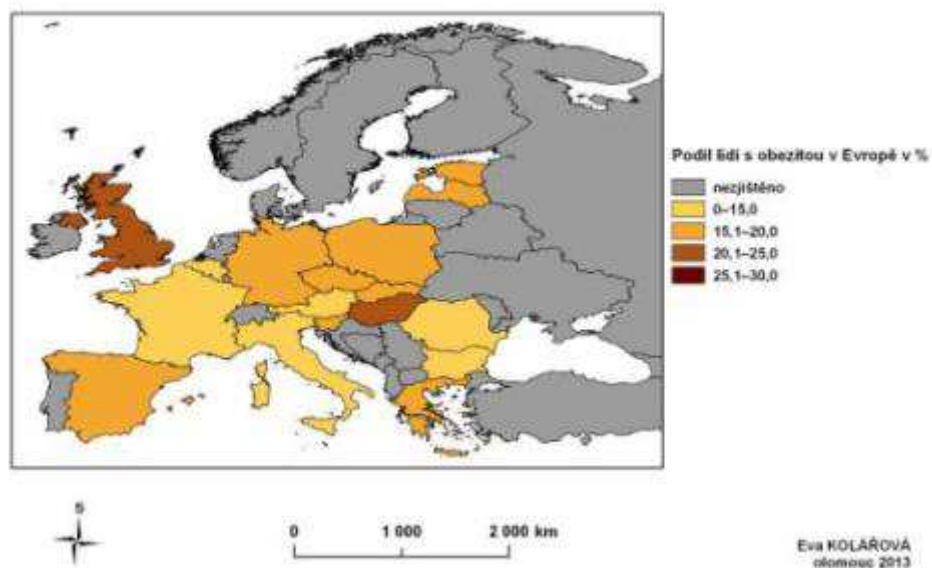 Podíl lidí s obezitou v Evropě v %
nezjištěno
0–15,0
15,1–20,0
20,1–25,0
25,1–30,0
S
0 1 000 2 000 km
Eva KOLÁŘOVÁ
olomouc 2013